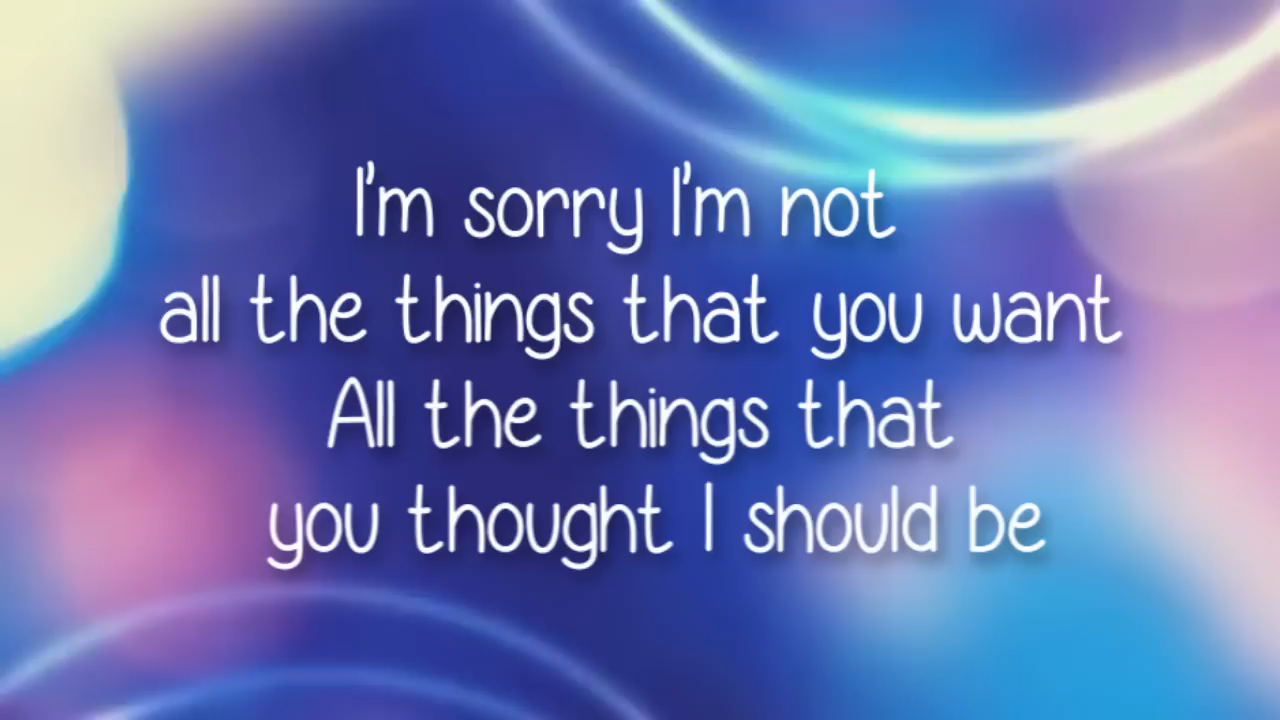 I'm sorry I'm not
all the things that you want
All the things that
you thought I should be